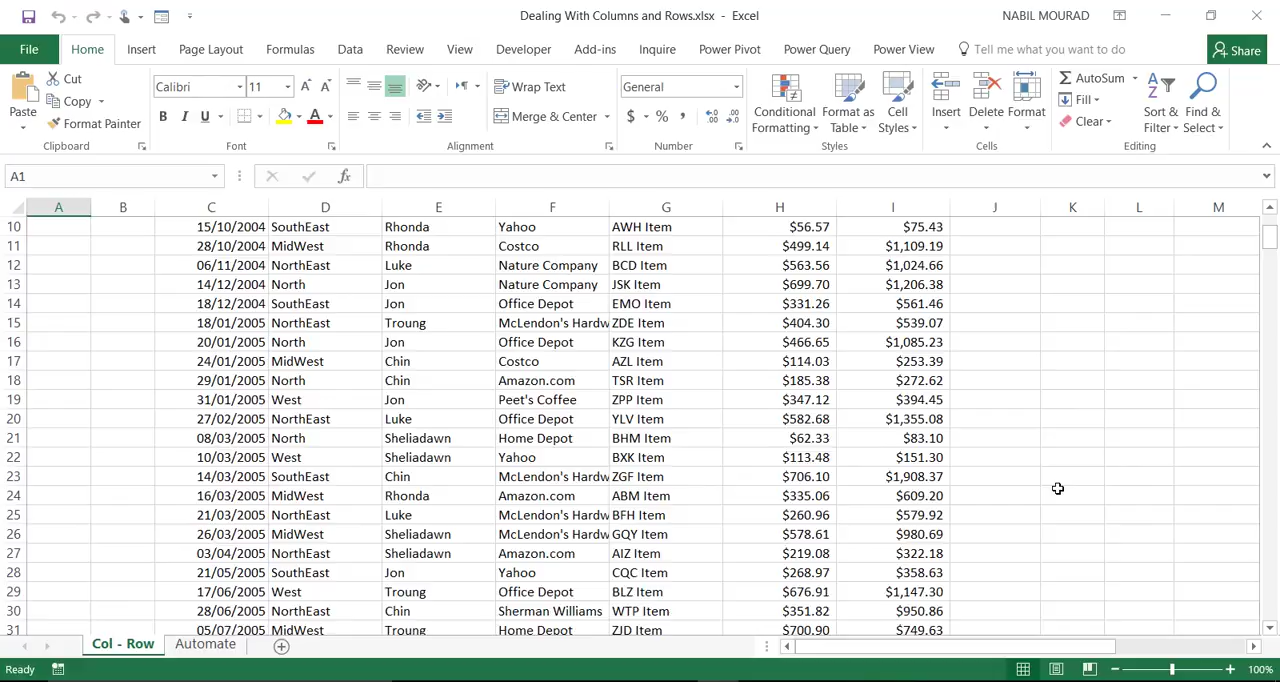 Dealing With Columns and Rows.xlsx - Excel
NABIL MOURAD
File Home Insert Page Layout Formulas Data Review View Developer Add-ins Inquire Power Pivot Power Query Power View Tell me what you want to do Share
Paste
Cut
Copy
Format Painter
Clipboard
Calibri 11 A A
B I U A
Font
Wrap Text
Merge & Center
Alignment
General
$ % ,
Number
Conditional Formatting
Format as Table
Cell Styles
Styles
Insert Delete Format
Cells
AutoSum
Fill
Clear
Sort & Filter
Find & Select
Editing
A1 fx
A B C D E F G H I J K L M
10 15/10/2004 SouthEast Rhonda Yahoo AWH Item $56.57 $75.43
11 28/10/2004 MidWest Rhonda Costco RLL Item $499.14 $1,109.19
12 06/11/2004 NorthEast Luke Nature Company BCD Item $563.56 $1,024.66
13 14/12/2004 North Jon Nature Company JSK Item $699.70 $1,206.38
14 18/12/2004 SouthEast Jon Office Depot EMO Item $331.26 $561.46
15 18/01/2005 NorthEast Troung McLendon's Hardw ZDE Item $404.30 $539.07
16 20/01/2005 North Jon Office Depot KZG Item $466.65 $1,085.23
17 24/01/2005 MidWest Chin Costco AZL Item $114.03 $253.39
18 29/01/2005 North Chin Amazon.com TSR Item $185.38 $272.62
19 31/01/2005 West Jon Peet's Coffee ZPP Item $347.12 $394.45
20 27/02/2005 NorthEast Luke Office Depot YLV Item $582.68 $1,355.08
21 08/03/2005 North Sheliadawn Home Depot BHM Item $62.33 $83.10
22 10/03/2005 West Sheliadawn Yahoo BXK Item $113.48 $151.30
23 14/03/2005 SouthEast Chin McLendon's Hardw ZGF Item $706.10 $1,908.37
24 16/03/2005 MidWest Rhonda Amazon.com ABM Item $335.06 $609.20
25 21/03/2005 NorthEast Luke McLendon's Hardw BFH Item $260.96 $579.92
26 26/03/2005 MidWest Sheliadawn McLendon's Hardw GQY Item $578.61 $980.69
27 03/04/2005 NorthEast Sheliadawn Amazon.com AIZ Item $219.08 $322.18
28 21/05/2005 SouthEast Jon Yahoo CQC Item $268.97 $358.63
29 17/06/2005 West Troung Office Depot BLZ Item $676.91 $1,147.30
30 28/06/2005 NorthEast Chin Sherman Williams WTP Item $351.82 $950.86
31 05/07/2005 MidWest Troung Home Depot ZJD Item $700.90 $749.63
Col - Row Automate
Ready 100%